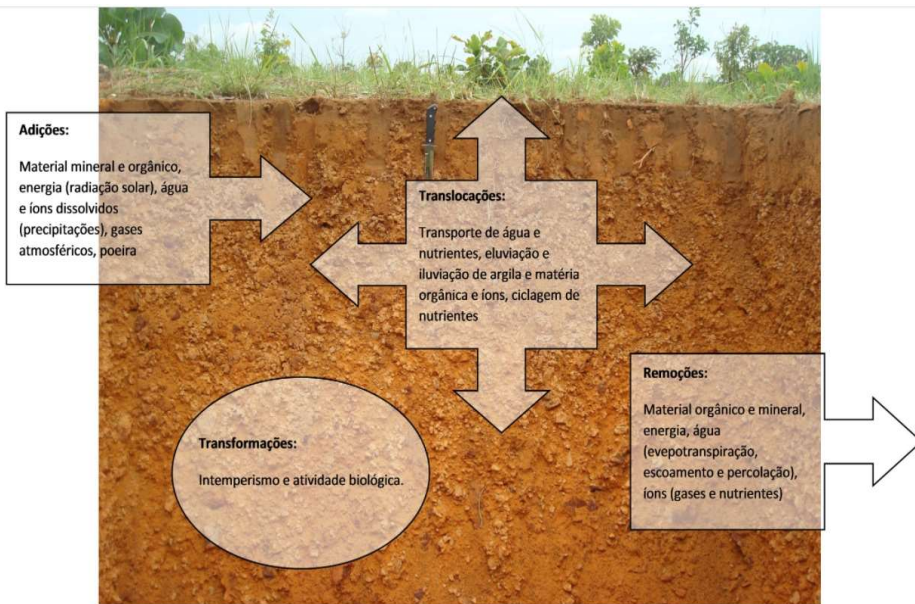 Adições:
Material mineral e orgânico,
energia (radiação solar), água
e íons dissolvidos
(precipitações), gases
atmosféricos, poeira
Translocações:
Transporte de água e
nutrientes, eluviação e
iluviação de argila e matéria
orgânica e íons, ciclagem de
nutrientes
Transformações:
Intemperismo e atividade biológica.
Remoções:
Material orgânico e mineral,
energia, água
(evepotranspiração,
escoamento e percolação),
íons (gases e nutrientes)